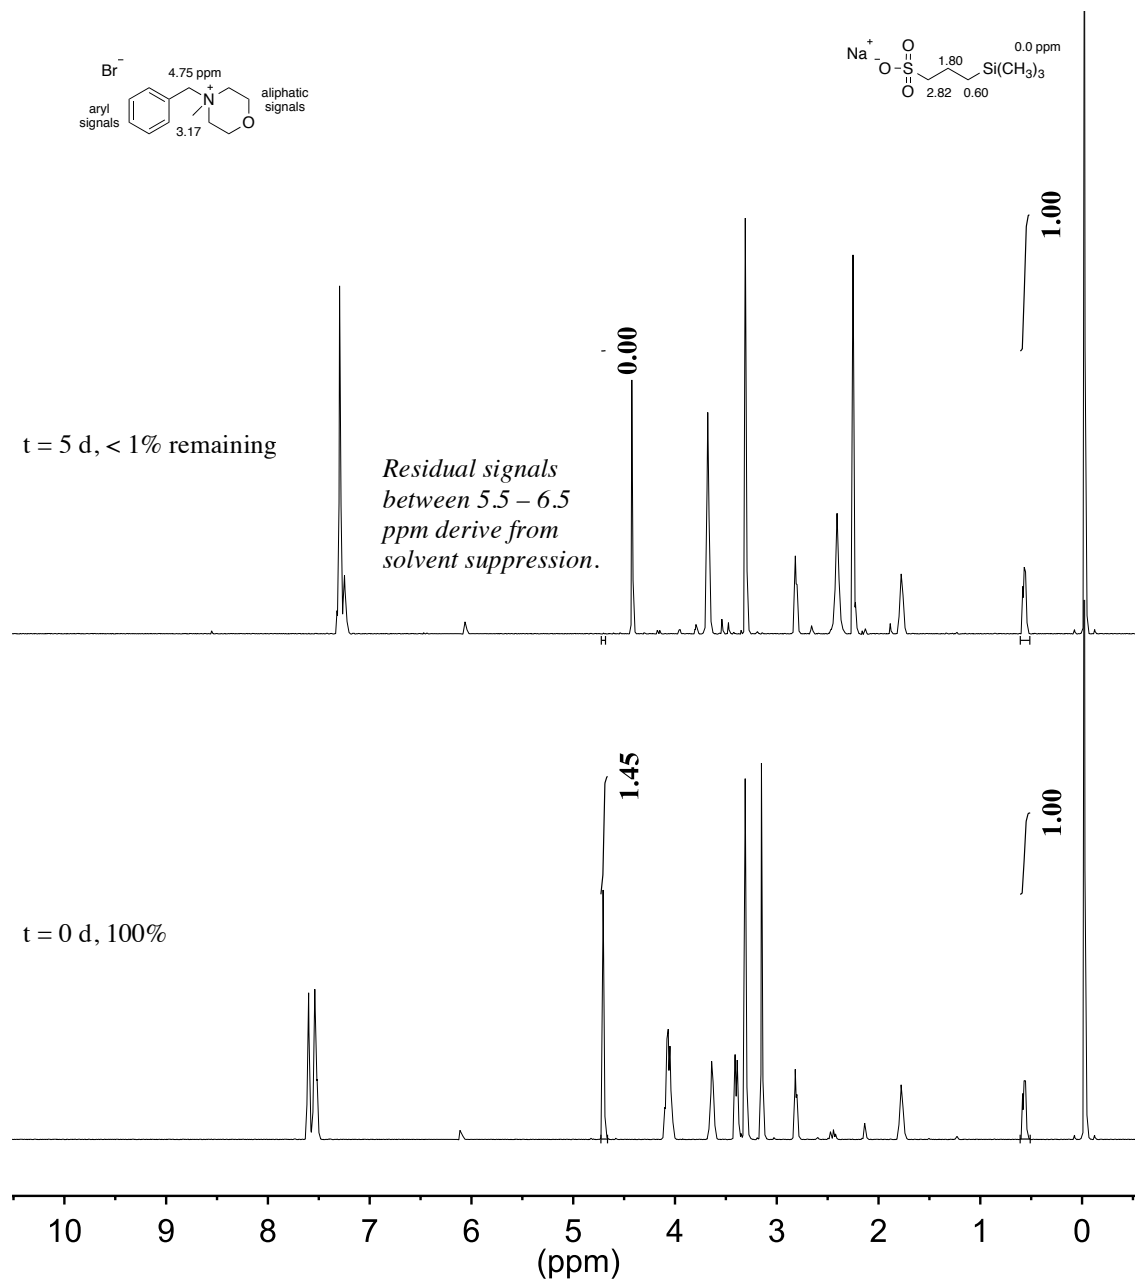 Br-
4.75 ppm
N+
O
aryl
signals
aliphatic
signals
3.17
Na+
-O
S
O
O
1.80
2.82
0.60
0.0 ppm
Si(CH3)3
1.00
0.00
t = 5 d, < 1% remaining
Residual signals
between 5.5 – 6.5
ppm derive from
solvent suppression.
1.45
1.00
t = 0 d, 100%
10 9 8 7 6 5 4 3 2 1 0
(ppm)